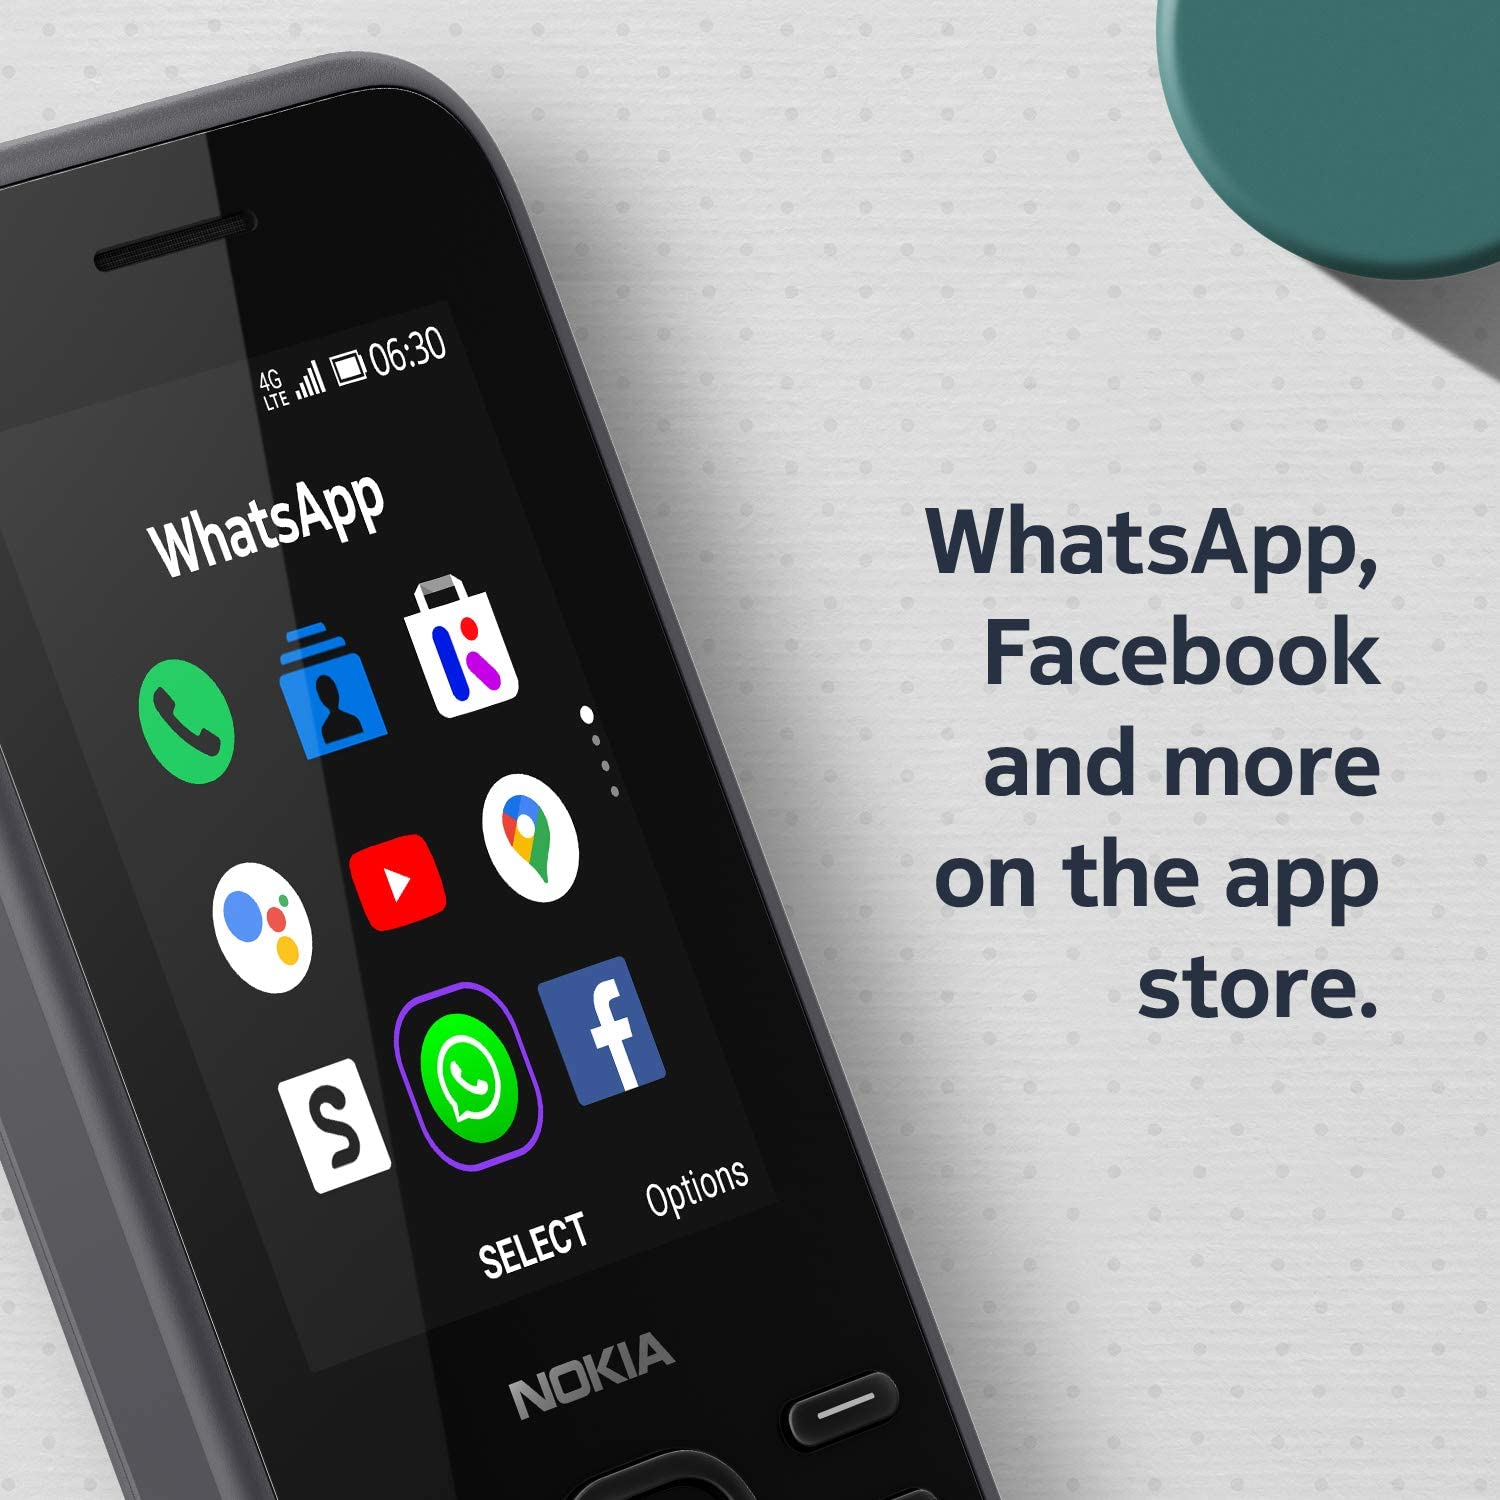 4G
LTE
06:30
WhatsApp
SELECT
Options
NOKIA
WhatsApp,
Facebook
and more
on the app
store.